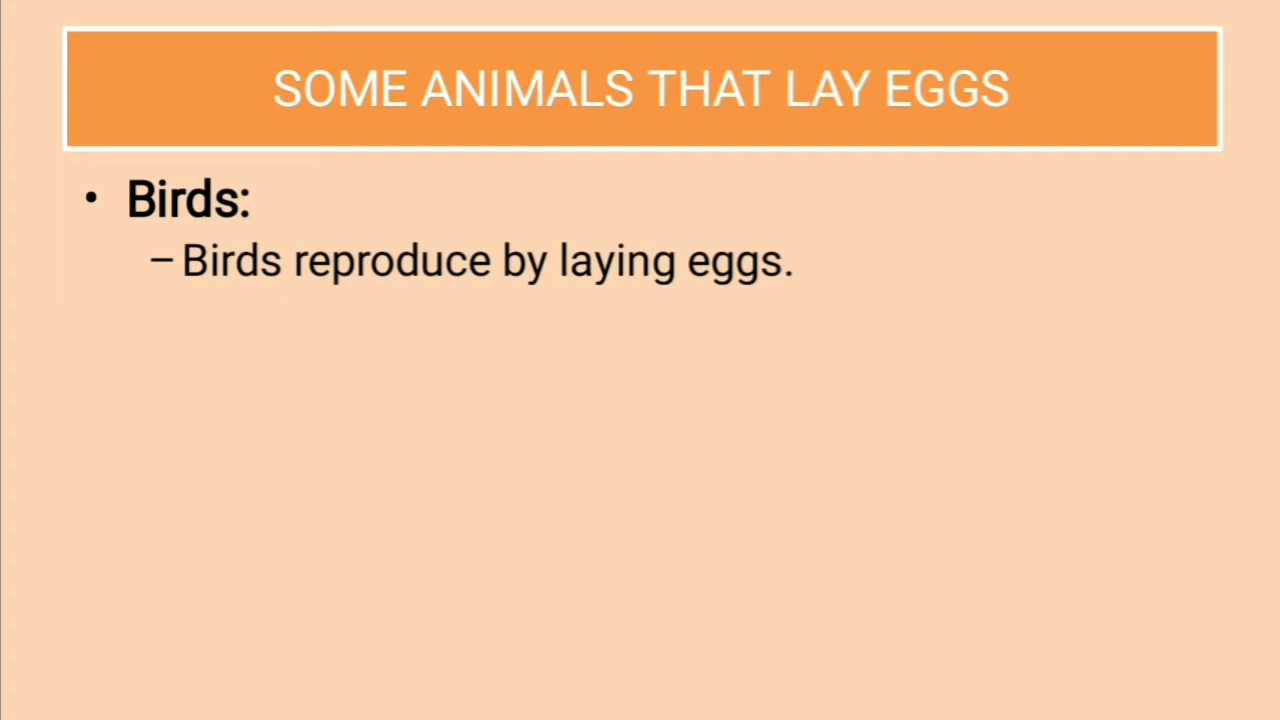 SOME ANIMALS THAT LAY EGGS
• Birds:
– Birds reproduce by laying eggs.